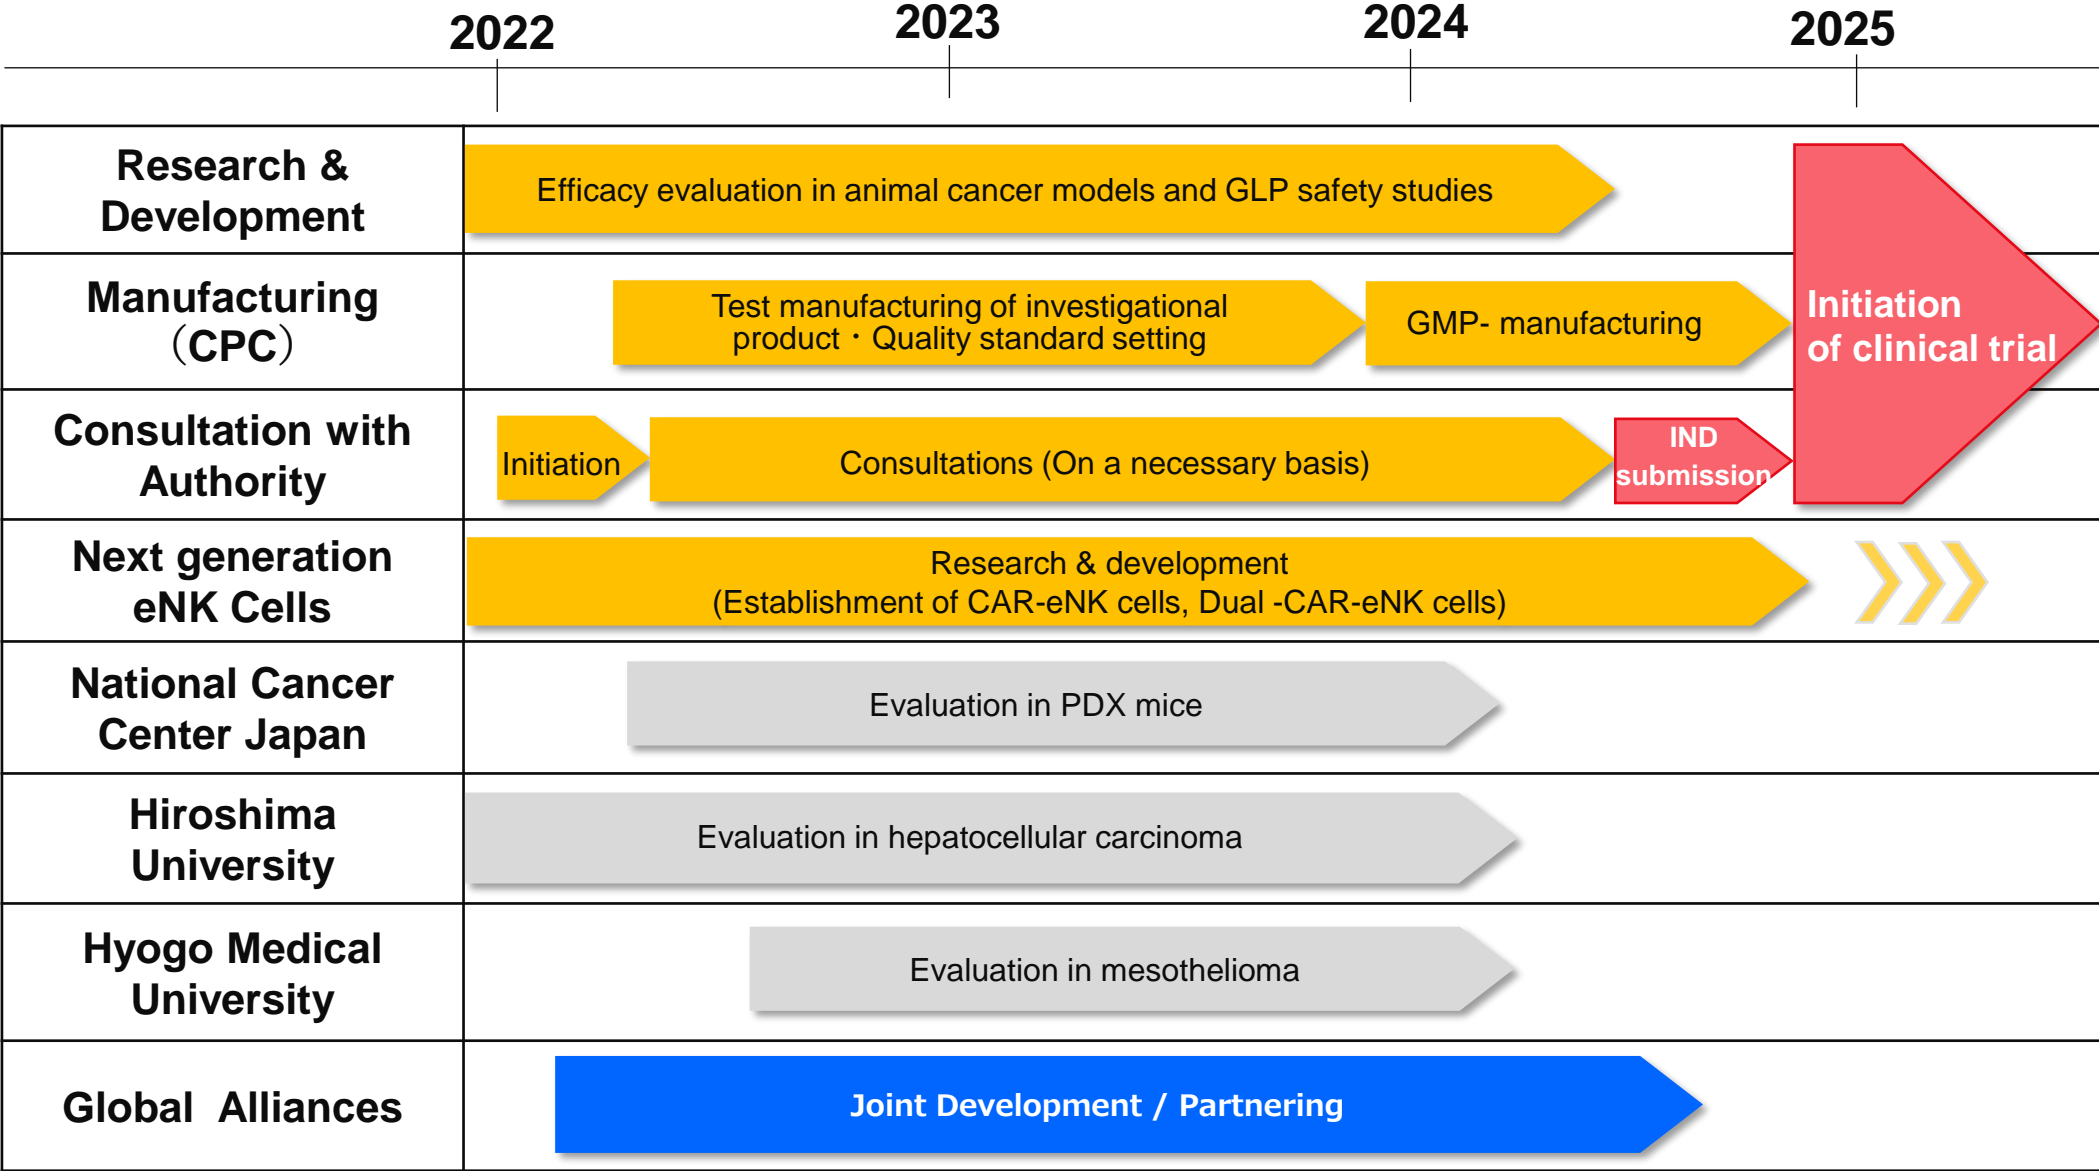 2022
2023
2024
2025
Research &
Development
Efficacy evaluation in animal cancer models and GLP safety studies
Manufacturing
（CPC）
Test manufacturing of investigational
product・Quality standard setting
GMP- manufacturing
Initiation
of clinical trial
Consultation with
Authority
Initiation
Consultations (On a necessary basis)
IND
submission
Next generation
eNK Cells
Research & development
(Establishment of CAR-eNK cells, Dual -CAR-eNK cells)
National Cancer
Center Japan
Evaluation in PDX mice
Hiroshima
University
Evaluation in hepatocellular carcinoma
Hyogo Medical
University
Evaluation in mesothelioma
Global Alliances
Joint Development / Partnering